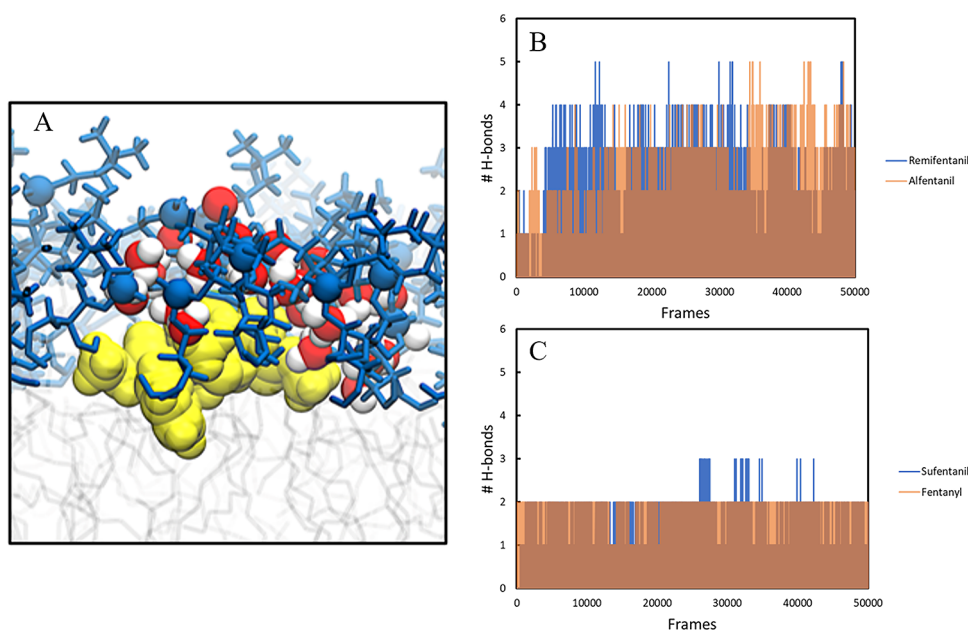 A
B
# H-bonds
6
5
4
3
2
1
0
0 10000 20000 30000 40000 50000
Frames
Remifentanil
Alfentanil
C
# H-bonds
6
5
4
3
2
1
0
0 10000 20000 30000 40000 50000
Frames
Sufentanil
Fentanyl